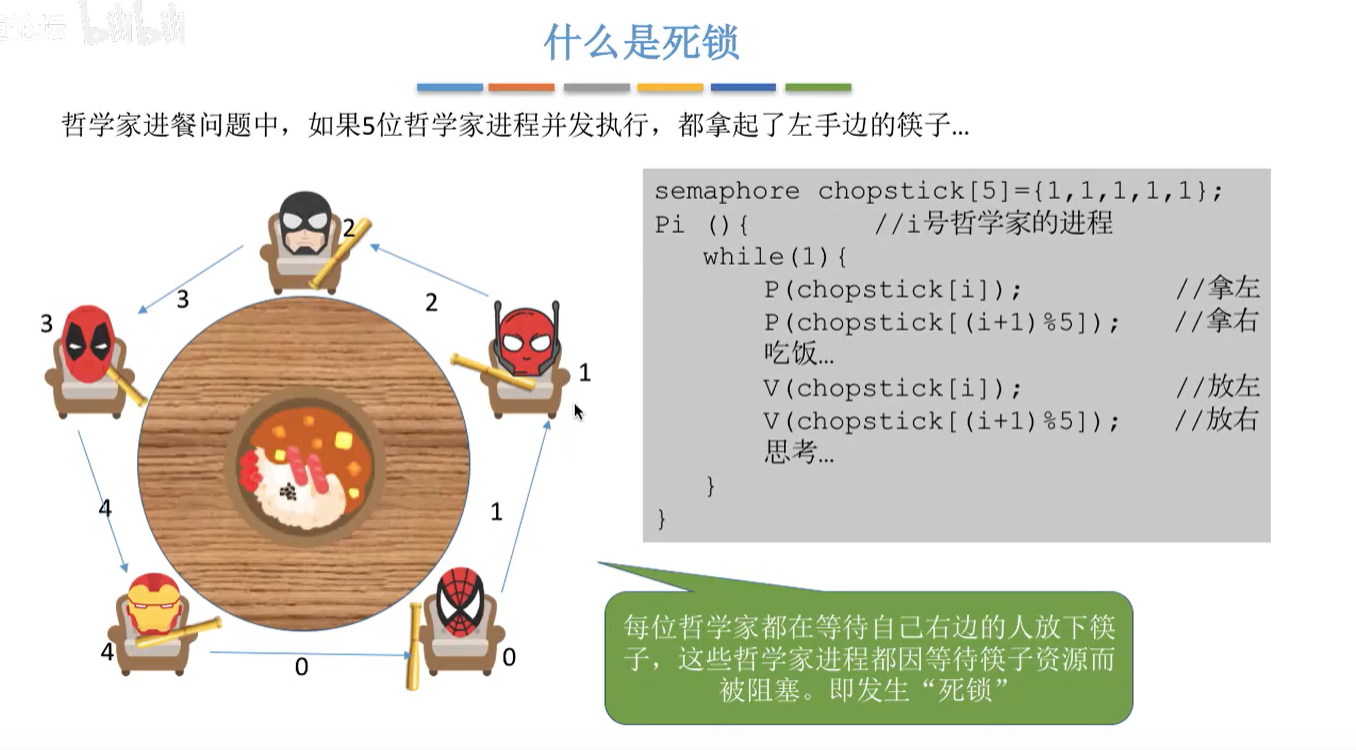 bilibili
什么是死锁
哲学家进餐问题中，如果5位哲学家进程并发执行，都拿起了左手边的筷子…
semaphore chopstick[5]={1,1,1,1,1};
Pi (){ //i号哲学家的进程
while(1){
P(chopstick[i]); //拿左
P(chopstick[(i+1)%5]); //拿右
吃饭…
V(chopstick[i]); //放左
V(chopstick[(i+1)%5]); //放右
思考…
}
}
2
3
2
3
1
4
1
4
0
0
每位哲学家都在等待自己右边的人放下筷
子，这些哲学家进程都因等待筷子资源而
被阻塞。即发生“死锁”